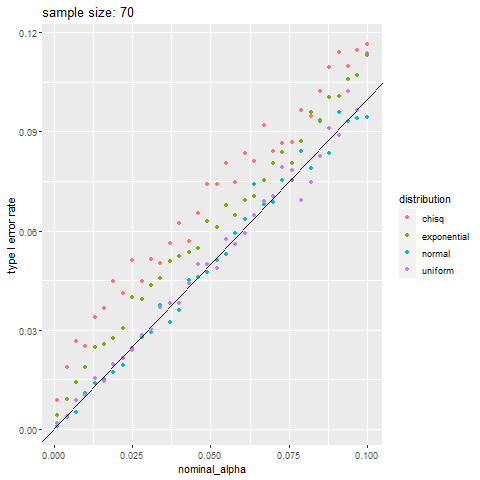 sample size: 70
0.12
0.09
0.06
0.03
0.00
type I error rate
0.000
0.025
0.050
0.075
0.100
nominal_alpha
distribution
chisq
exponential
normal
uniform